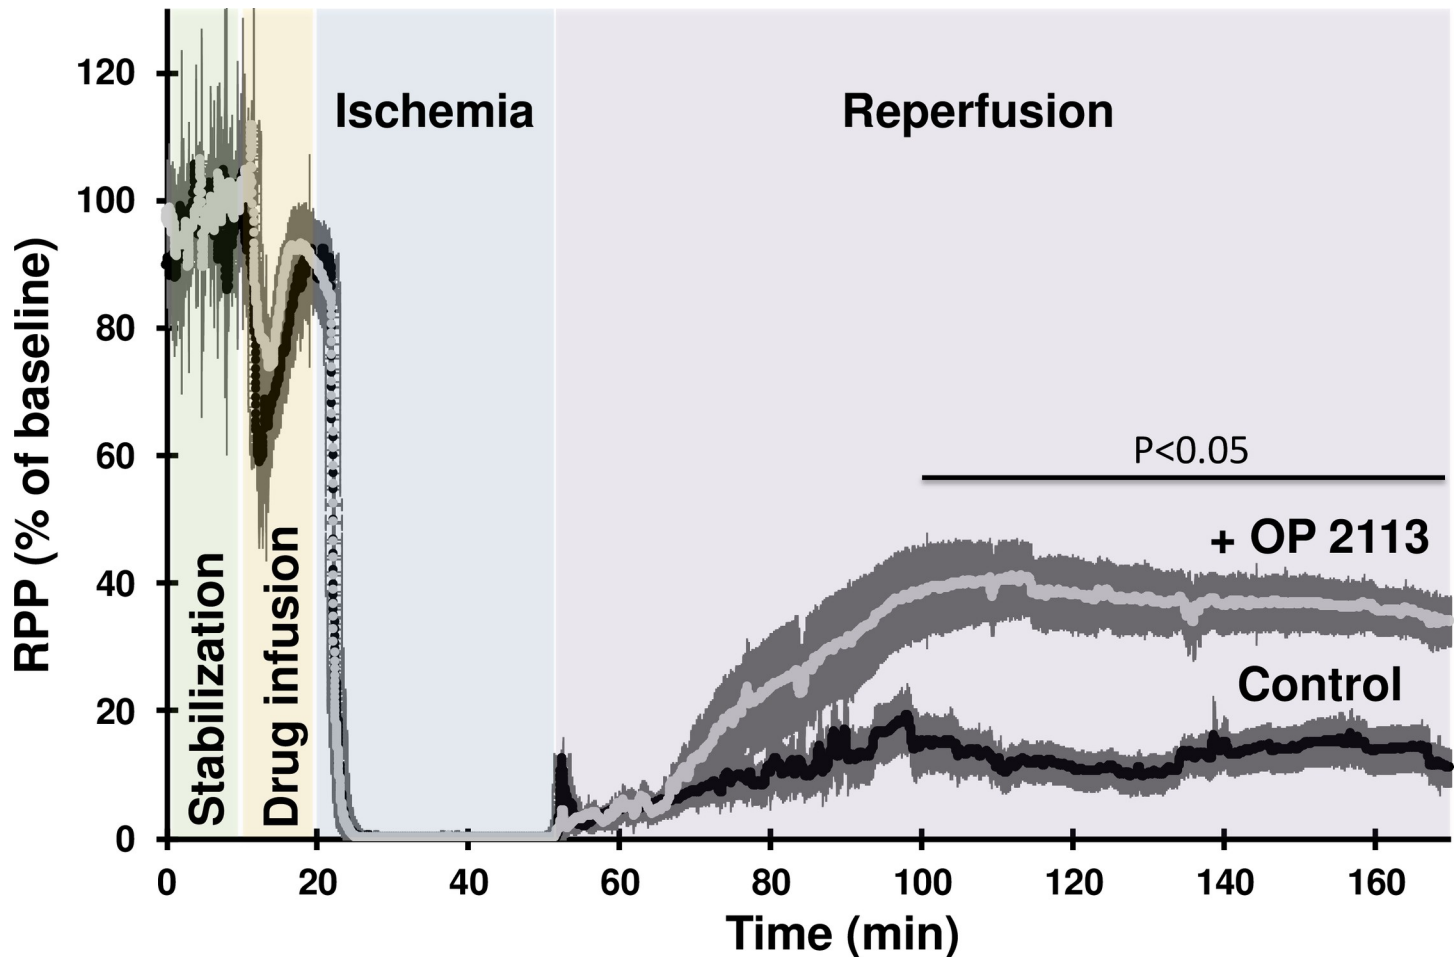 120
100
80
60
40
20
0
RPP (% of baseline)
Stabilization
Drug infusion
Ischemia
Reperfusion
P<0.05
+ OP 2113
Control
0 20 40 60 80 100 120 140 160
Time (min)